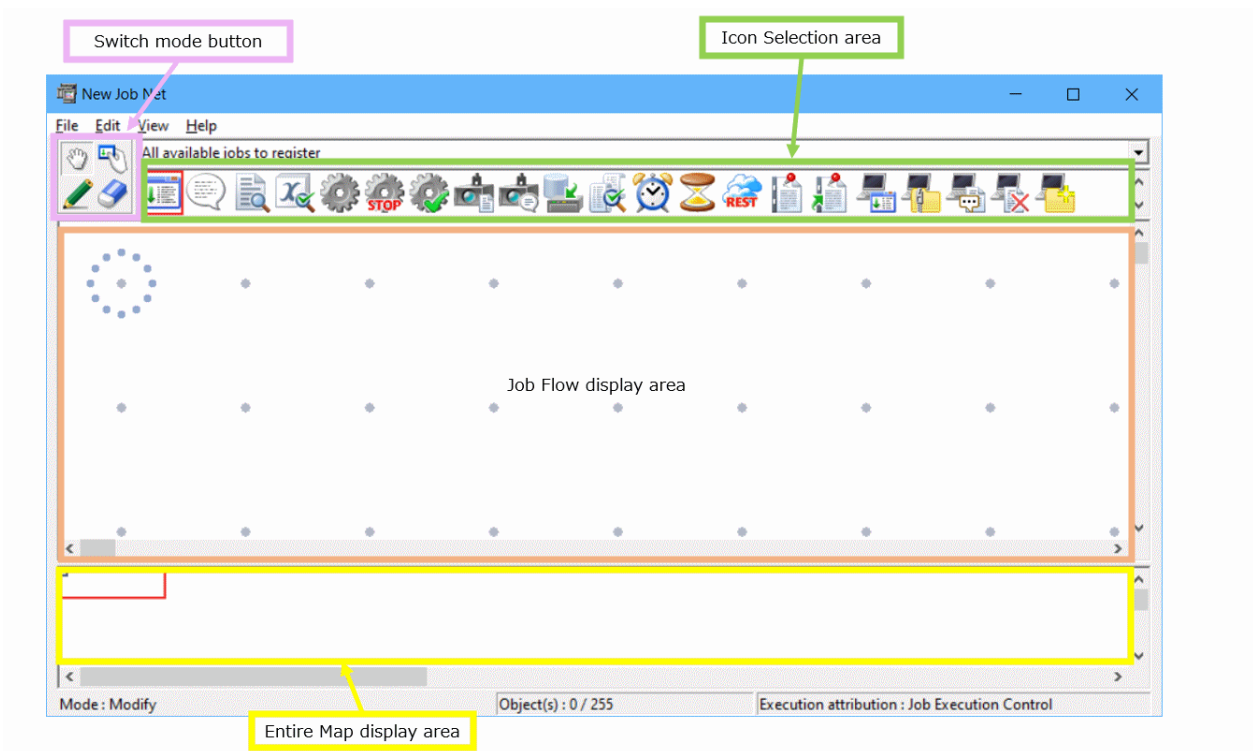 Switch mode button
Icon Selection area
New Job Net
File Edit View Help
All available jobs to register
STOP
REST
Job Flow display area
Mode : Modify
Object(s) : 0 / 255
Execution attribution : Job Execution Control
Entire Map display area